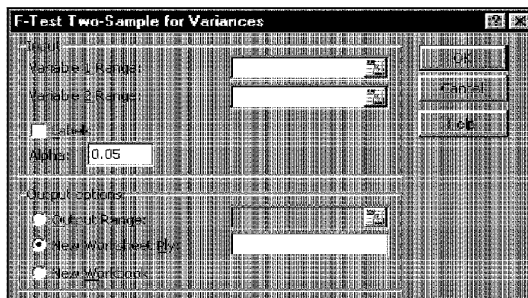 F-Test Two-Sample for Variances
Input
Variable 1 Range:
Variable 2 Range:
Labels
Alpha: 0.05
OK
Cancel
Help
Output options
Output Range:
New Worksheet Ply:
New Workbook